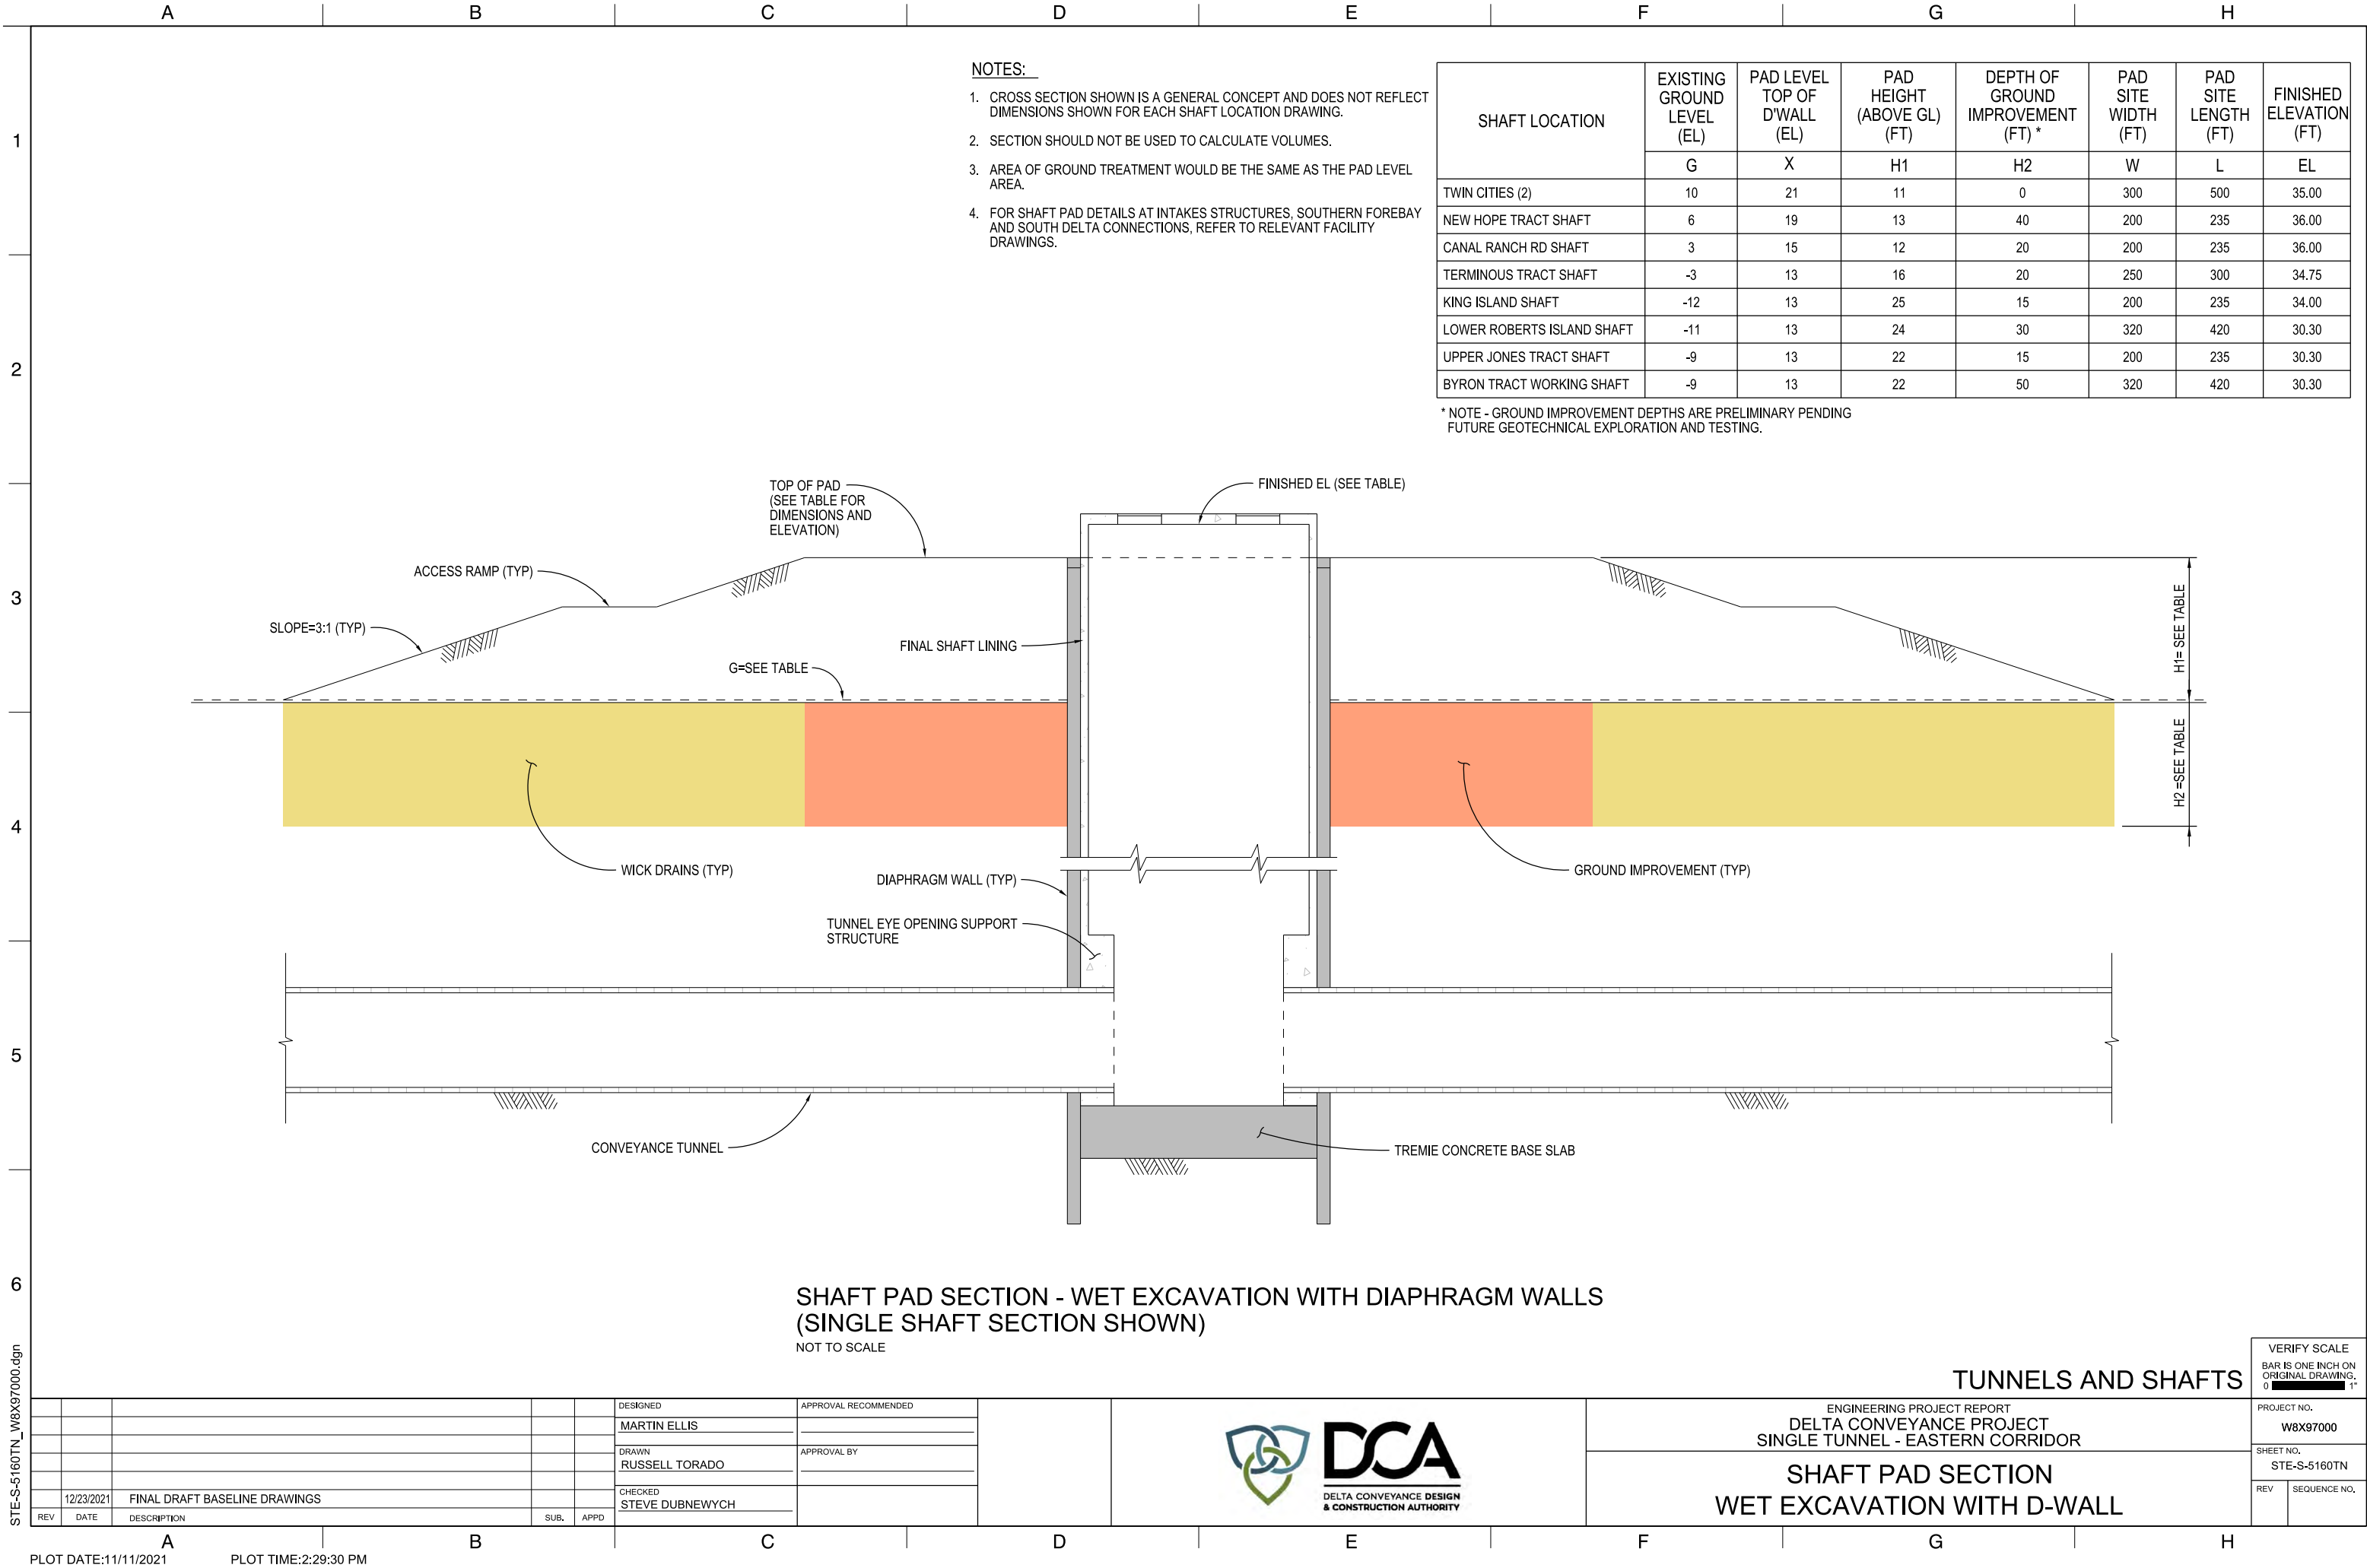 A B C D E F G H
NOTES:
1. CROSS SECTION SHOWN IS A GENERAL CONCEPT AND DOES NOT REFLECT
DIMENSIONS SHOWN FOR EACH SHAFT LOCATION DRAWING.
2. SECTION SHOULD NOT BE USED TO CALCULATE VOLUMES.
3. AREA OF GROUND TREATMENT WOULD BE THE SAME AS THE PAD LEVEL
AREA.
4. FOR SHAFT PAD DETAILS AT INTAKES STRUCTURES, SOUTHERN FOREBAY
AND SOUTH DELTA CONNECTIONS, REFER TO RELEVANT FACILITY
DRAWINGS.
SHAFT LOCATION
EXISTING
GROUND
LEVEL
(EL)
PAD LEVEL
TOP OF
D'WALL
(EL)
PAD
HEIGHT
(ABOVE GL)
(FT)
DEPTH OF
GROUND
IMPROVEMENT
(FT) *
PAD
SITE
WIDTH
(FT)
PAD
SITE
LENGTH
(FT)
FINISHED
ELEVATION
(FT)
G X H1 H2 W L EL
TWIN CITIES (2) 10 21 11 0 300 500 35.00
NEW HOPE TRACT SHAFT 6 19 13 40 200 235 36.00
CANAL RANCH RD SHAFT 3 15 12 20 200 235 36.00
TERMINOUS TRACT SHAFT -3 13 16 20 250 300 34.75
KING ISLAND SHAFT -12 13 25 15 200 235 34.00
LOWER ROBERTS ISLAND SHAFT -11 13 24 30 320 420 30.30
UPPER JONES TRACT SHAFT -9 13 22 15 200 235 30.30
BYRON TRACT WORKING SHAFT -9 13 22 50 320 420 30.30
* NOTE - GROUND IMPROVEMENT DEPTHS ARE PRELIMINARY PENDING
FUTURE GEOTECHNICAL EXPLORATION AND TESTING.
1
2
3
4
5
6
TOP OF PAD
(SEE TABLE FOR
DIMENSIONS AND
ELEVATION)
FINISHED EL (SEE TABLE)
ACCESS RAMP (TYP)
SLOPE=3:1 (TYP)
FINAL SHAFT LINING
G=SEE TABLE
H1= SEE TABLE
H2 =SEE TABLE
WICK DRAINS (TYP)
DIAPHRAGM WALL (TYP)
GROUND IMPROVEMENT (TYP)
TUNNEL EYE OPENING SUPPORT
STRUCTURE
CONVEYANCE TUNNEL
TREMIE CONCRETE BASE SLAB
SHAFT PAD SECTION - WET EXCAVATION WITH DIAPHRAGM WALLS
(SINGLE SHAFT SECTION SHOWN)
NOT TO SCALE
TUNNELS AND SHAFTS
VERIFY SCALE
BAR IS ONE INCH ON
ORIGINAL DRAWING.
0 1"
STE-S-5160TN_W8X97000.dgn
12/23/2021 FINAL DRAFT BASELINE DRAWINGS
REV DATE DESCRIPTION SUB. APPD
DESIGNED
MARTIN ELLIS
DRAWN
RUSSELL TORADO
CHECKED
STEVE DUBNEWYCH
APPROVAL RECOMMENDED
APPROVAL BY
DCA
DELTA CONVEYANCE DESIGN
& CONSTRUCTION AUTHORITY
ENGINEERING PROJECT REPORT
DELTA CONVEYANCE PROJECT
SINGLE TUNNEL - EASTERN CORRIDOR
SHAFT PAD SECTION
WET EXCAVATION WITH D-WALL
PROJECT NO.
W8X97000
SHEET NO.
STE-S-5160TN
REV SEQUENCE NO.
A B C D E F G H
PLOT DATE:11/11/2021 PLOT TIME:2:29:30 PM